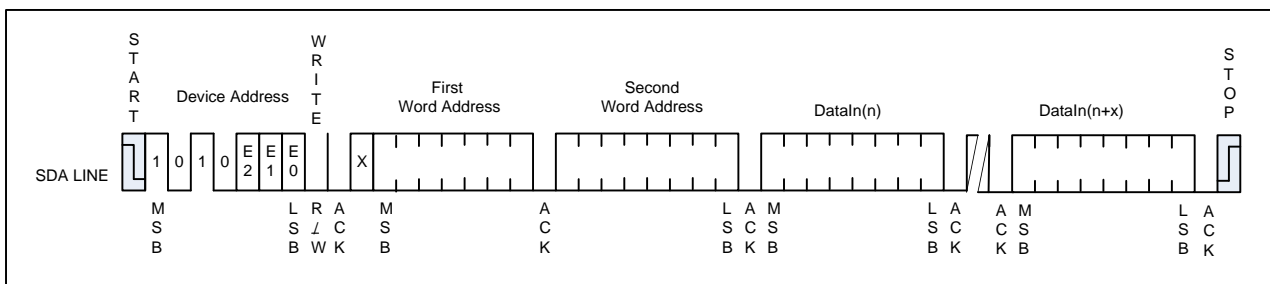 START
WRITE
STOP
Device Address
First
Word Address
Second
Word Address
DataIn(n)
DataIn(n+x)
SDA LINE
1 0 1 0 E2 E1 E0 X
MSB
LSB
R/W
ACK
MSB
ACK
LSB
ACK
MSB
LSB
ACK
ACK
MSB
LSB
ACK